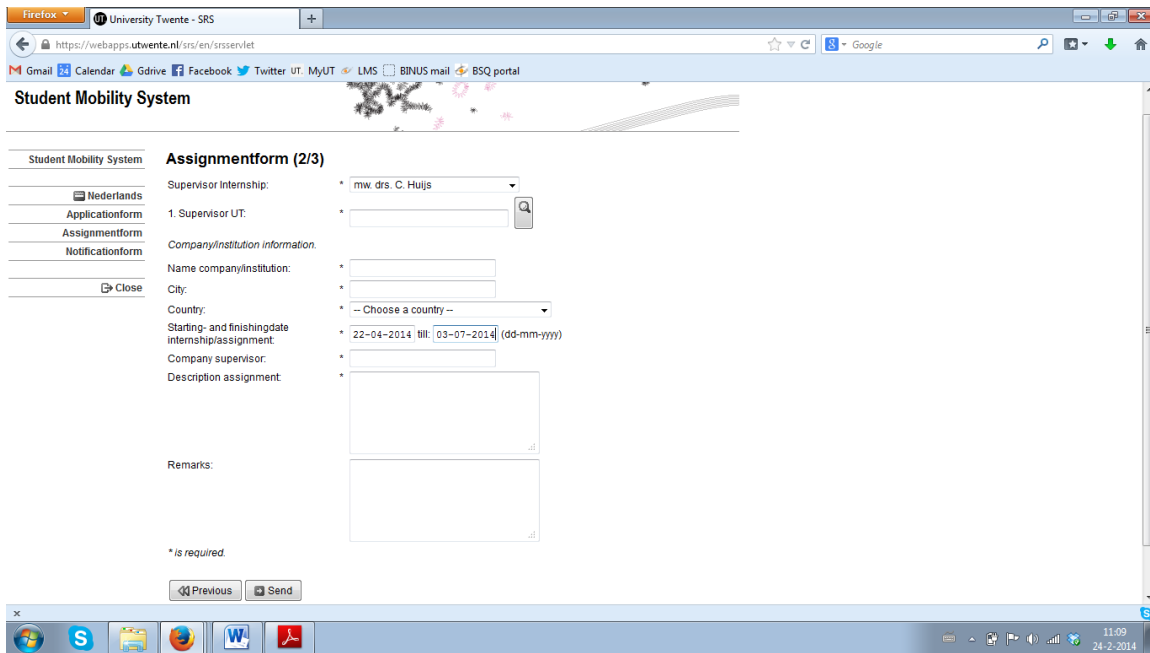 Firefox
University Twente - SRS
https://webapps.utwente.nl/srs/en/srsservlet
Google
Gmail 24 Calendar Gdrive Facebook Twitter UT. MyUT LMS BINUS mail BSQ portal
Student Mobility System
Student Mobility System
Nederlands
Applicationform
Assignmentform
Notificationform
Close
Assignmentform (2/3)
Supervisor Internship: * mw. drs. C. Huijs
1. Supervisor UT: *
Company/institution information.
Name company/institution: *
City: *
Country: * -- Choose a country --
Starting- and finishingdate
internship/assignment: * 22-04-2014 till: 03-07-2014 (dd-mm-yyyy)
Company supervisor: *
Description assignment: *
Remarks:
* is required.
Previous Send
11:09
24-2-2014